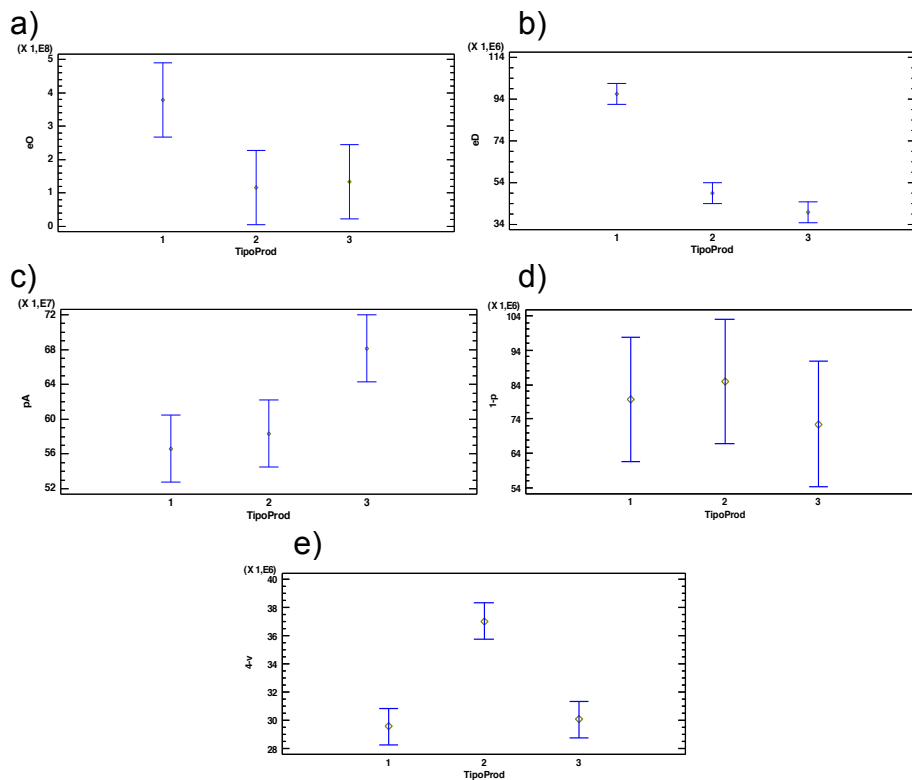 a)
(X 1,E8)
5
4
3
2
1
0
eO
1 2 3
TipoProd
b)
(X 1,E6)
114
94
74
54
34
eD
1 2 3
TipoProd
c)
(X 1,E7)
72
68
64
60
56
52
pA
1 2 3
TipoProd
d)
(X 1,E6)
104
94
84
74
64
54
1-p
1 2 3
TipoProd
e)
(X 1,E6)
40
38
36
34
32
30
28
4-v
1 2 3
TipoProd